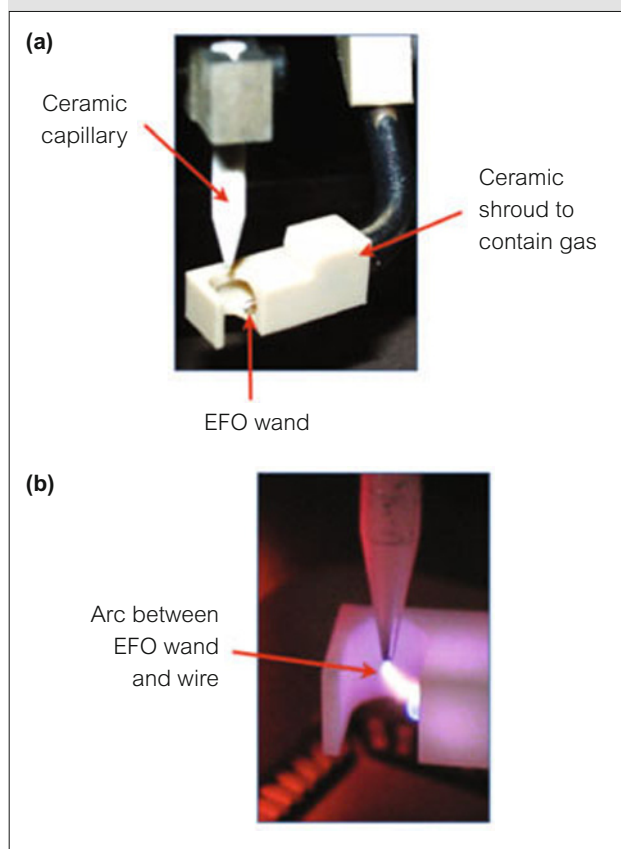 (a)
Ceramic
capillary
Ceramic
shroud to
contain gas
EFO wand
(b)
Arc between
EFO wand
and wire